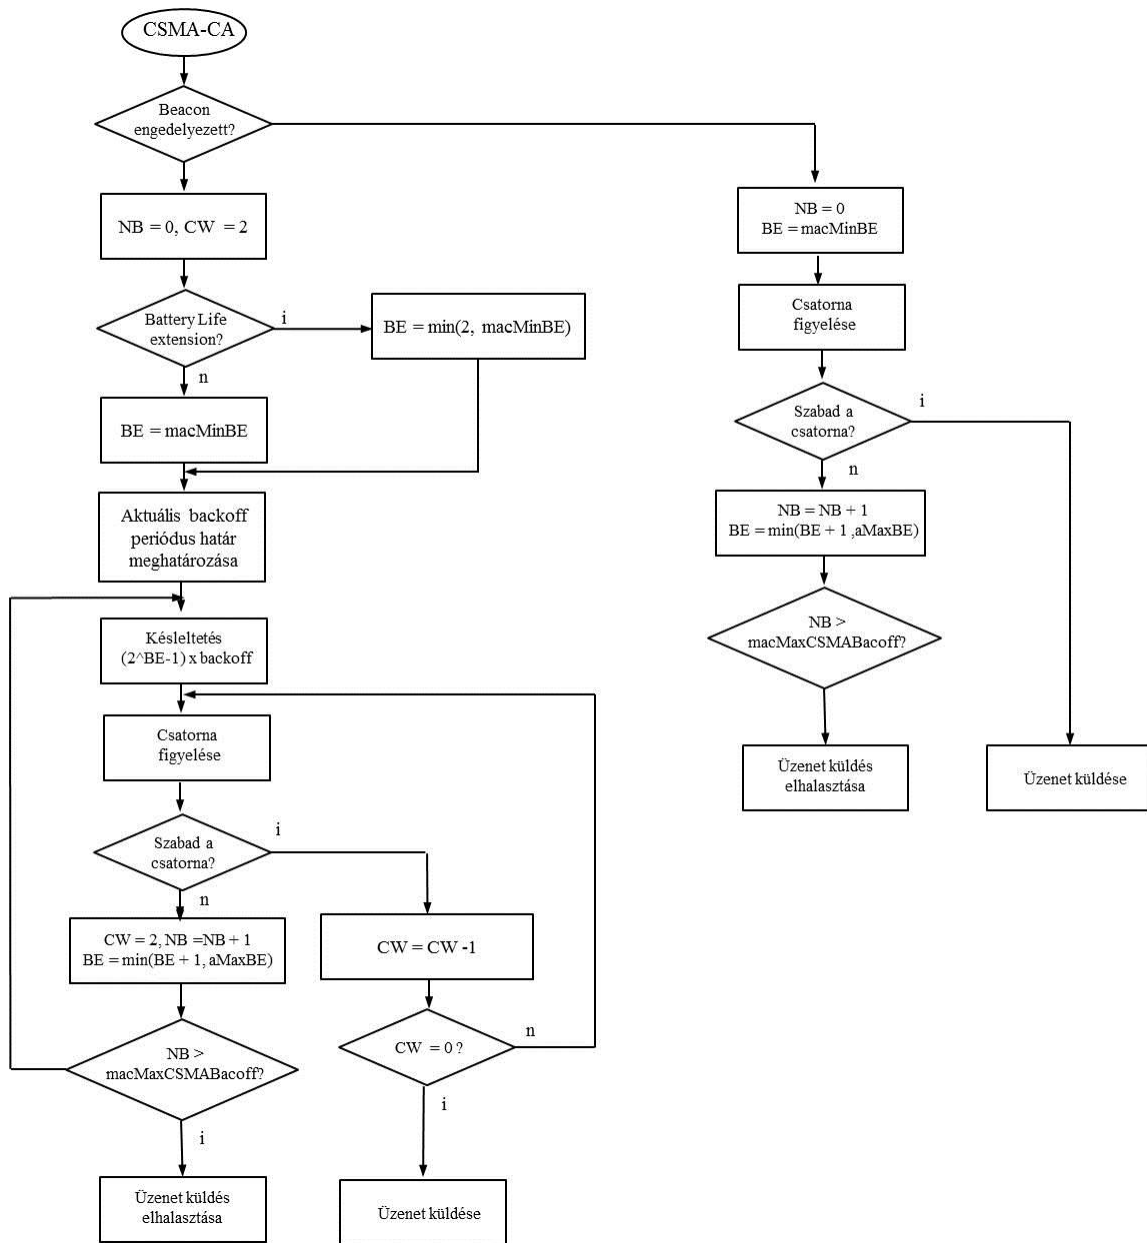 CSMA-CA
Beacon
engedelyezett?
NB = 0, CW = 2
Battery Life
extension?
i
BE = min(2, macMinBE)
n
BE = macMinBE
Aktuális backoff
periódus határ
meghatározása
Késleltetés
(2^BE-1) x backoff
Csatorna
figyelése
Szabad a
csatorna?
i
n
CW = 2, NB =NB + 1
BE = min(BE + 1, aMaxBE)
CW = CW -1
NB >
macMaxCSMABacoff?
CW = 0 ?
n
i
i
Üzenet küldés
elhalasztása
Üzenet küldése
NB = 0
BE = macMinBE
Csatorna
figyelése
Szabad a
csatorna?
i
n
NB = NB + 1
BE = min(BE + 1 ,aMaxBE)
NB >
macMaxCSMABacoff?
Üzenet küldés
elhalasztása
Üzenet küldése